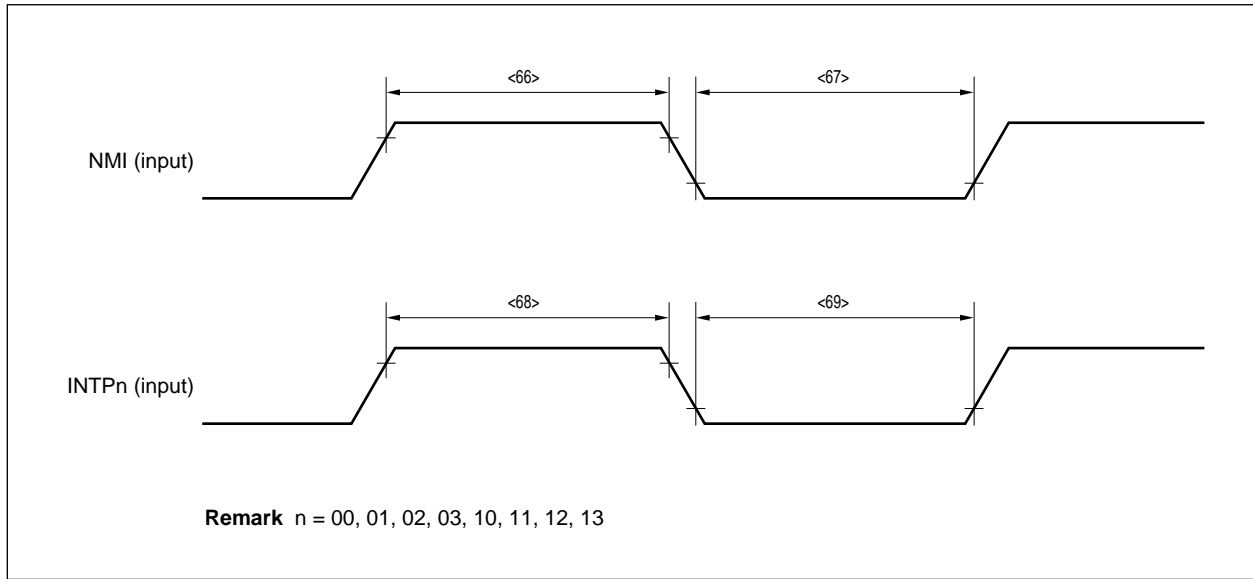 <66> <67>
NMI (input)
<68> <69>
INTPn (input)
Remark n = 00, 01, 02, 03, 10, 11, 12, 13